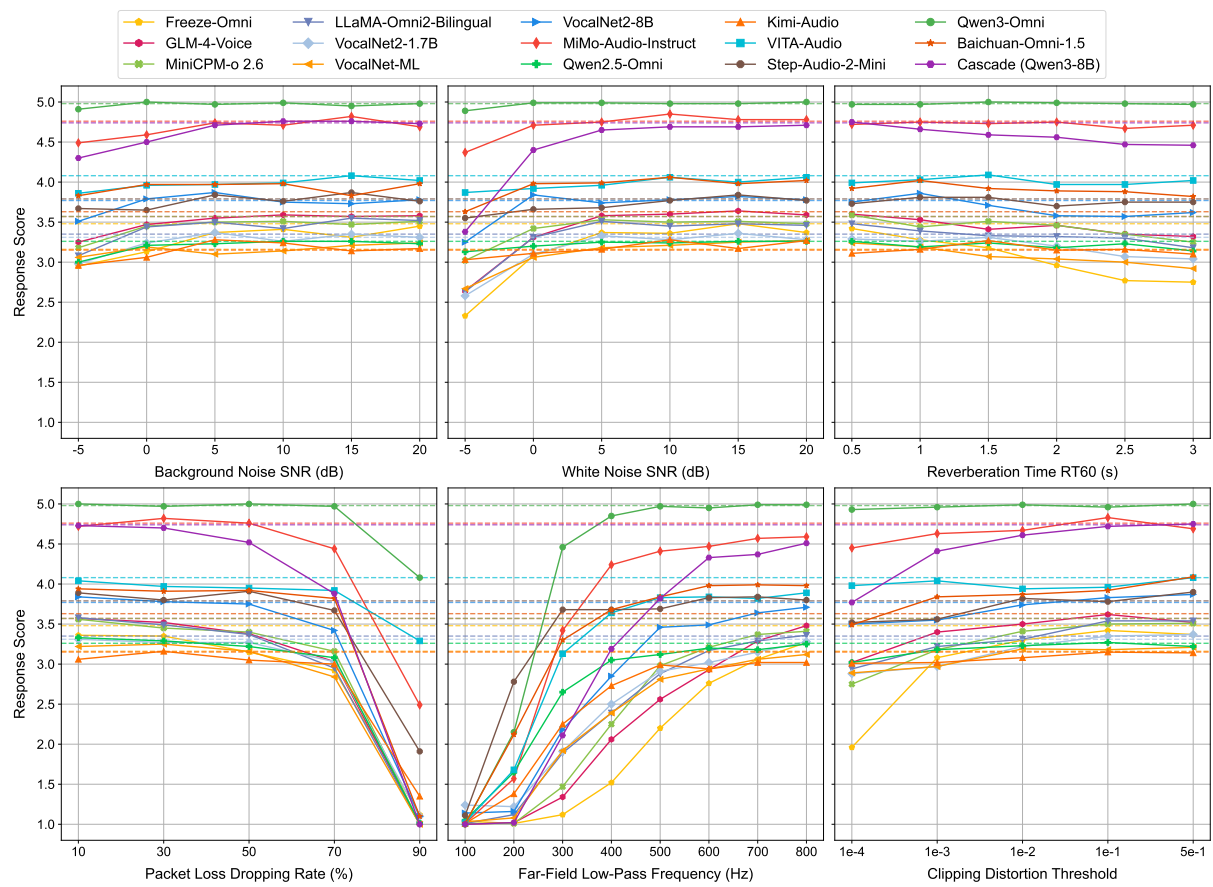 Freeze-Omni LLaMA-Omni2-Bilingual VocalNet2-8B Kimi-Audio Qwen3-Omni
GLM-4-Voice VocalNet2-1.7B MiMo-Audio-Instruct VITA-Audio Baichuan-Omni-1.5
MiniCPM-o 2.6 VocalNet-ML Qwen2.5-Omni Step-Audio-2-Mini Cascade (Qwen3-8B)
5.0
4.5
4.0
3.5
3.0
2.5
2.0
1.5
1.0
Response Score
-5 0 5 10 15 20
Background Noise SNR (dB)
-5 0 5 10 15 20
White Noise SNR (dB)
0.5 1 1.5 2 2.5 3
Reverberation Time RT60 (s)
5.0
4.5
4.0
3.5
3.0
2.5
2.0
1.5
1.0
Response Score
10 30 50 70 90
Packet Loss Dropping Rate (%)
100 200 300 400 500 600 700 800
Far-Field Low-Pass Frequency (Hz)
1e-4 1e-3 1e-2 1e-1 5e-1
Clipping Distortion Threshold